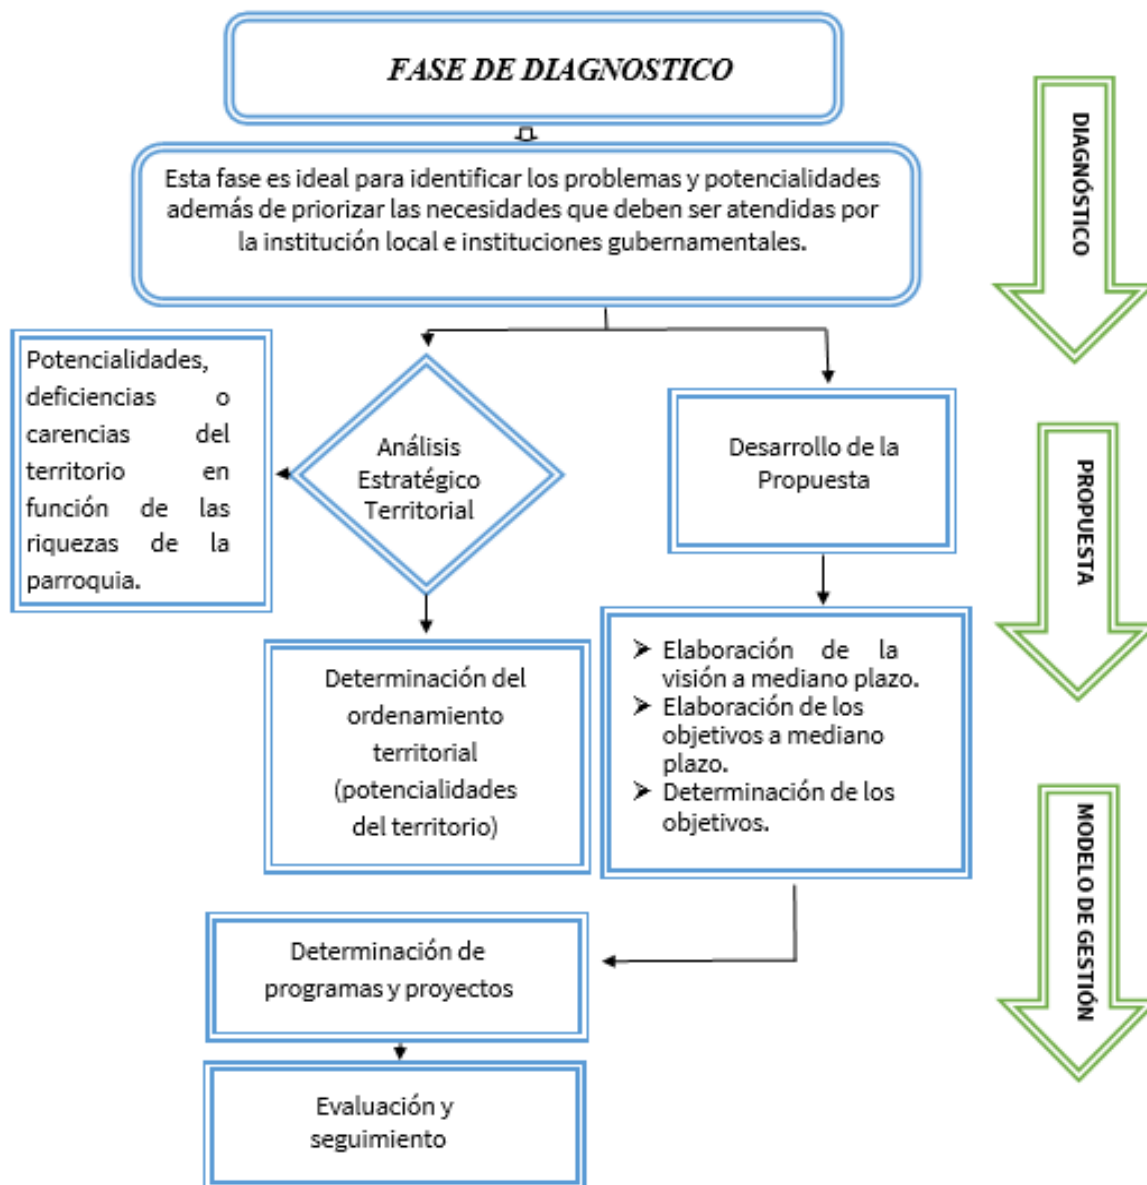 FASE DE DIAGNOSTICO
Esta fase es ideal para identificar los problemas y potencialidades
además de priorizar las necesidades que deben ser atendidas por
la institución local e instituciones gubernamentales.
Potencialidades,
deficiencias o
carencias del
territorio en
función de las
riquezas de la
parroquia.
Análisis
Estratégico
Territorial
Desarrollo de la
Propuesta
Determinación del
ordenamiento
territorial
(potencialidades
del territorio)
➤ Elaboración de la
visión a mediano plazo.
➤ Elaboración de los
objetivos a mediano
plazo.
➤ Determinación de los
objetivos.
Determinación de
programas y proyectos
Evaluación y
seguimiento
DIAGNÓSTICO
PROPUESTA
MODELO DE GESTIÓN